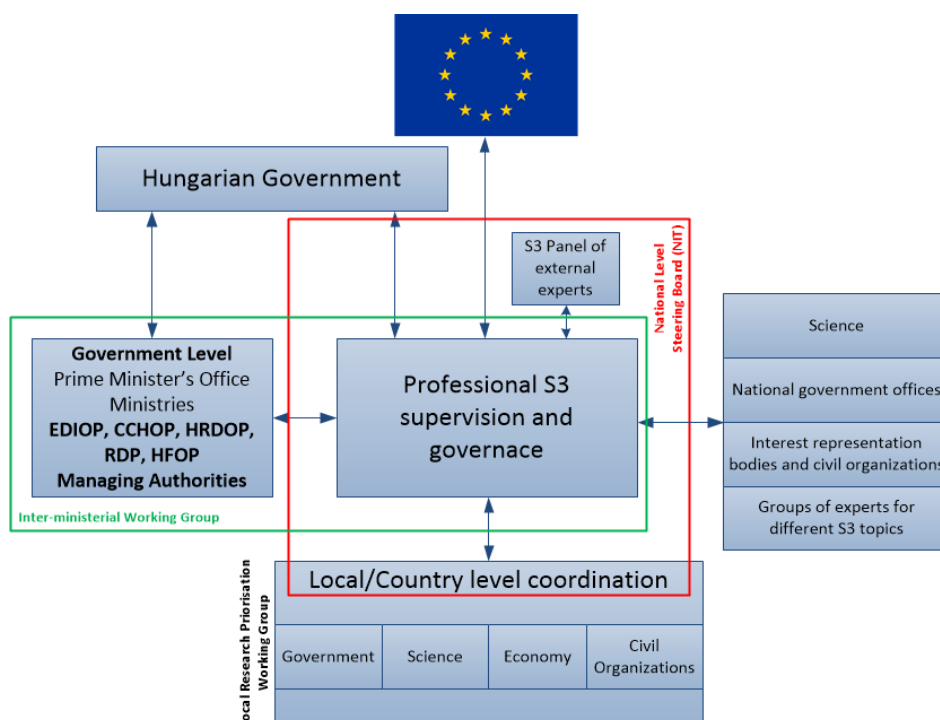 Hungarian Government
National Level
Steering Board (NIT)
S3 Panel of
external
experts
Government Level
Prime Minister's Office
Ministries
EDIOP, CCHOP, HRDOP,
RDP, HFOP
Managing Authorities
Professional S3
supervision and
governace
Science
National government offices
Interest representation
bodies and civil organizations
Groups of experts for
different S3 topics
Inter-ministerial Working Group
Local/Country level coordination
ocal Research Priorisation
Working Group
Government
Science
Economy
Civil
Organizations